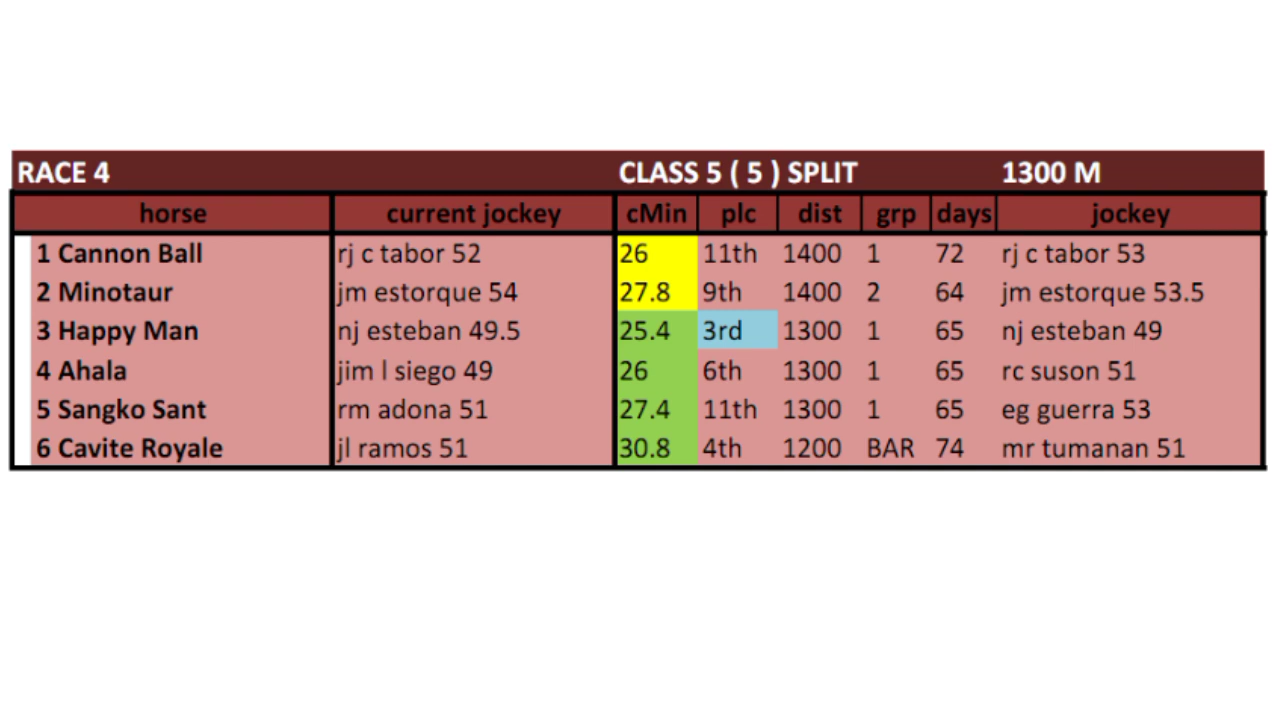 RACE 4 CLASS 5 ( 5 ) SPLIT 1300 M
horse current jockey cMin plc dist grp days jockey
1 Cannon Ball rj c tabor 52 26 11th 1400 1 72 rj c tabor 53
2 Minotaur jm estorque 54 27.8 9th 1400 2 64 jm estorque 53.5
3 Happy Man nj esteban 49.5 25.4 3rd 1300 1 65 nj esteban 49
4 Ahala jim l siego 49 26 6th 1300 1 65 rc suson 51
5 Sangko Sant rm adona 51 27.4 11th 1300 1 65 eg guerra 53
6 Cavite Royale jl ramos 51 30.8 4th 1200 BAR 74 mr tumanan 51